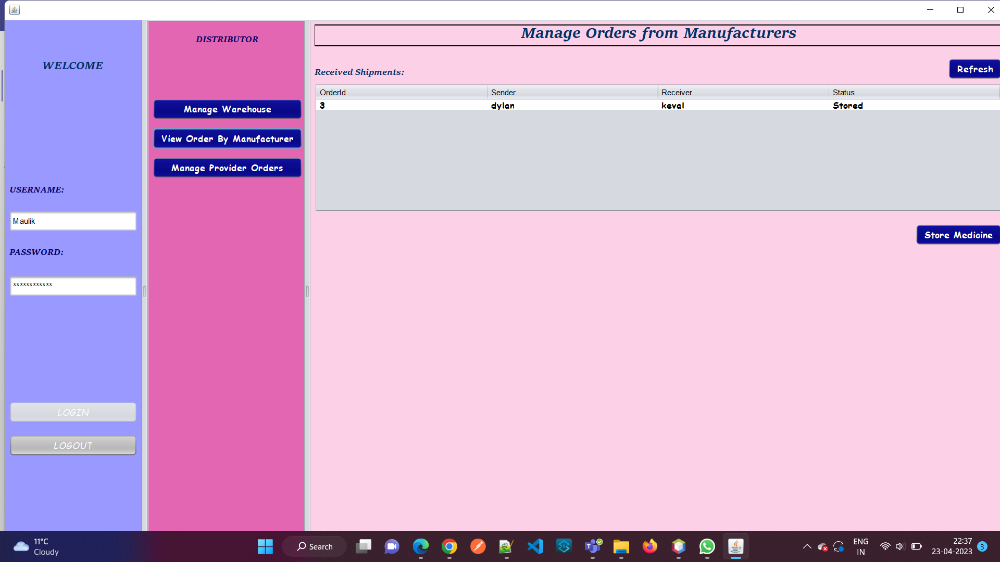 WELCOME
USERNAME:
Maulik
PASSWORD:
************
LOGIN
LOGOUT
DISTRIBUTOR
Manage Warehouse
View Order By Manufacturer
Manage Provider Orders
Manage Orders from Manufacturers
Received Shipments:
Refresh
OrderId Sender Receiver Status
3 dylan keval Stored
Store Medicine
11°C
Cloudy
Search
ENG
IN
22:37
23-04-2023
3